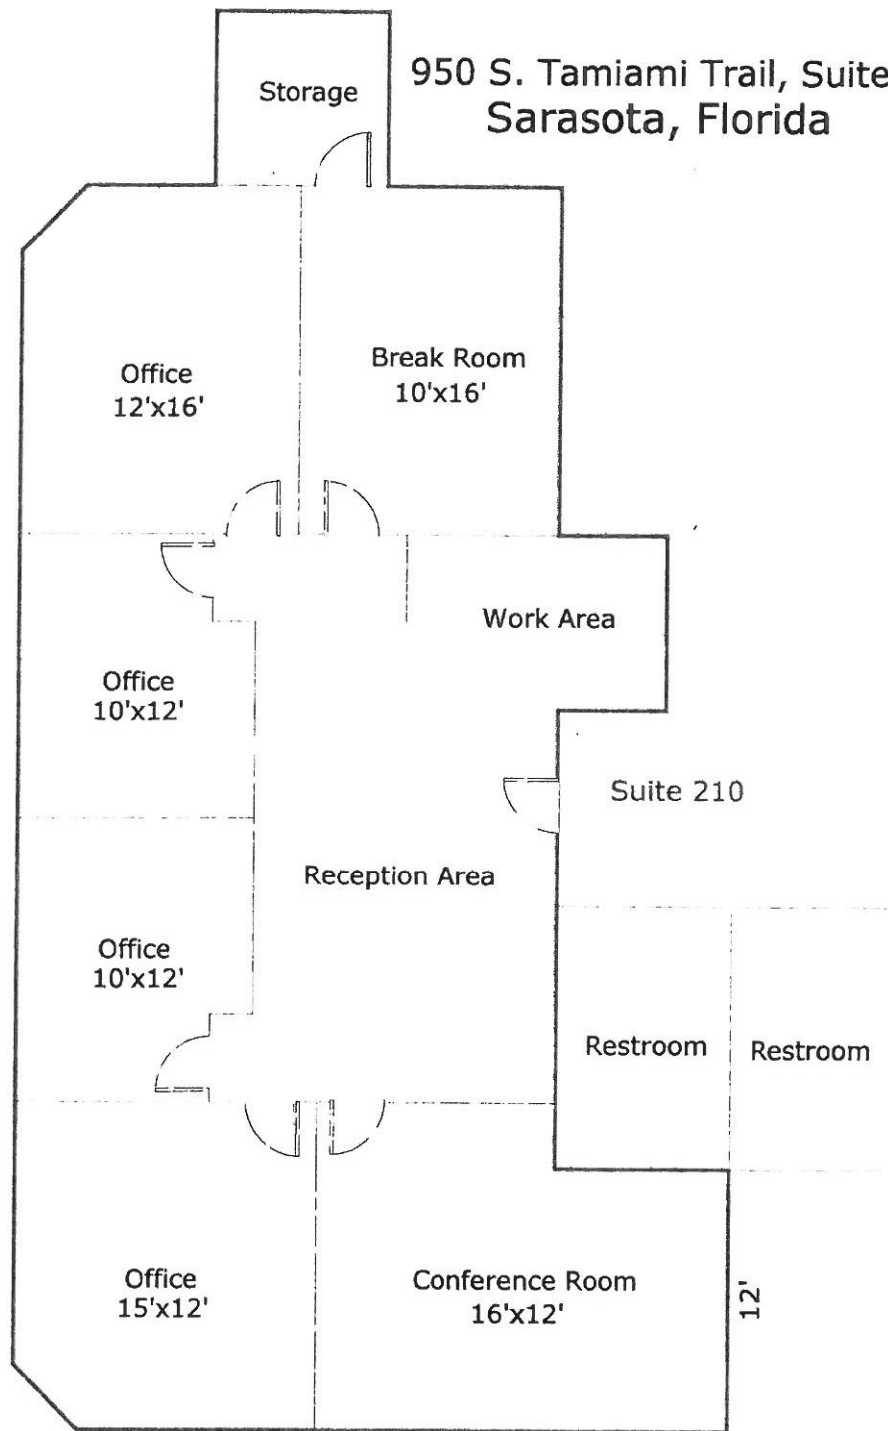 950 S. Tamiami Trail, Suite
Sarasota, Florida
Storage
Office
12'x16'
Break Room
10'x16'
Work Area
Office
10'x12'
Suite 210
Reception Area
Office
10'x12'
Restroom
Restroom
Office
15'x12'
Conference Room
16'x12'
12'